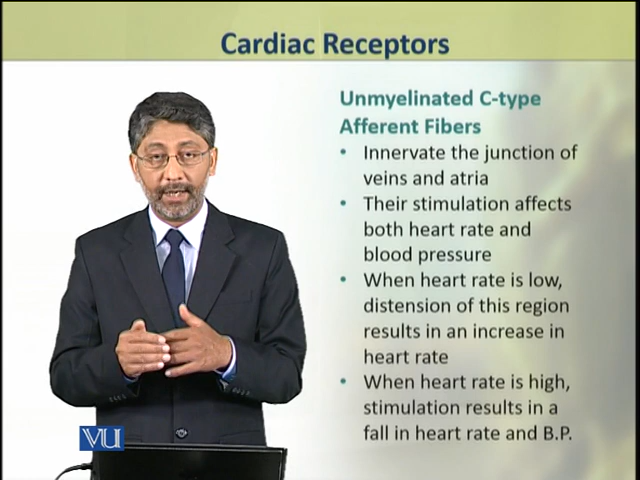 Cardiac Receptors
Unmyelinated C-type
Afferent Fibers
• Innervate the junction of
veins and atria
• Their stimulation affects
both heart rate and
blood pressure
• When heart rate is low,
distension of this region
results in an increase in
heart rate
• When heart rate is high,
stimulation results in a
fall in heart rate and B.P.
VU